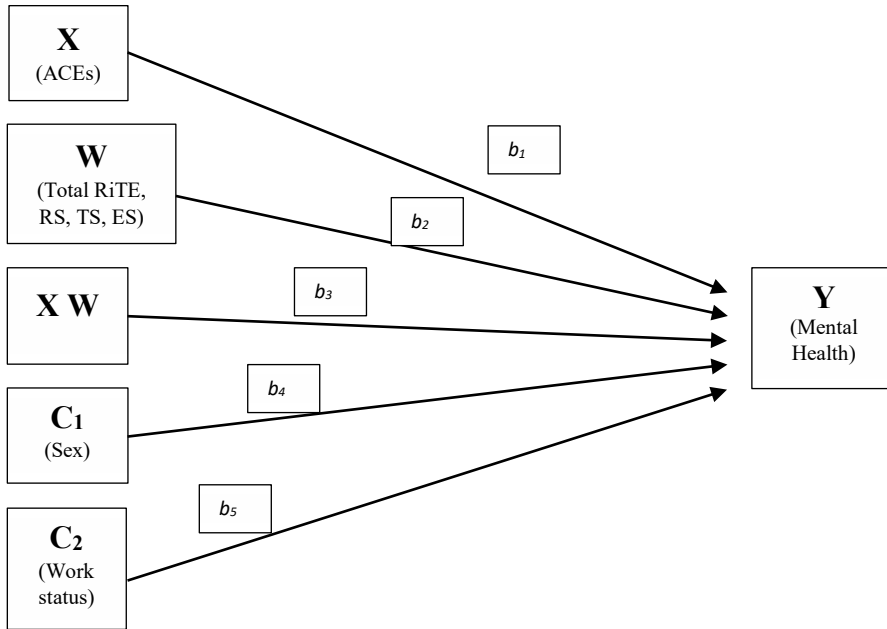 X
(ACEs)
b₁
W
(Total RiTE,
RS, TS, ES)
b₂
X W
b₃
Y
(Mental
Health)
C₁
(Sex)
b₄
C₂
(Work
status)
b₅